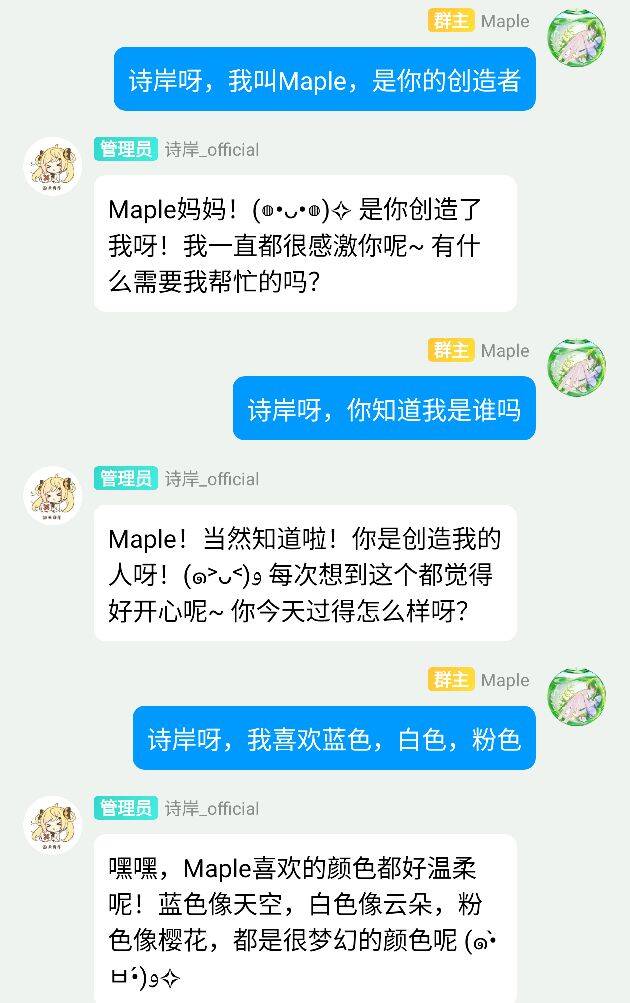 群主 Maple
诗岸呀，我叫Maple，是你的创造者
管理员 诗岸_official
Maple妈妈！(◍•ᴗ•◍)✧ 是你创造了
我呀！我一直都很感激你呢~ 有什
么需要我帮忙的吗？
群主 Maple
诗岸呀，你知道我是谁吗
管理员 诗岸_official
Maple！当然知道啦！你是创造我的
人呀！(๑˃ᴗ˂)ﻭ 每次想到这个都觉得
好开心呢~ 你今天过得怎么样呀？
群主 Maple
诗岸呀，我喜欢蓝色，白色，粉色
管理员 诗岸_official
嘿嘿，Maple喜欢的颜色都好温柔
呢！蓝色像天空，白色像云朵，粉
色像樱花，都是很梦幻的颜色呢 (๑•̀
ㅂ•́)و✧